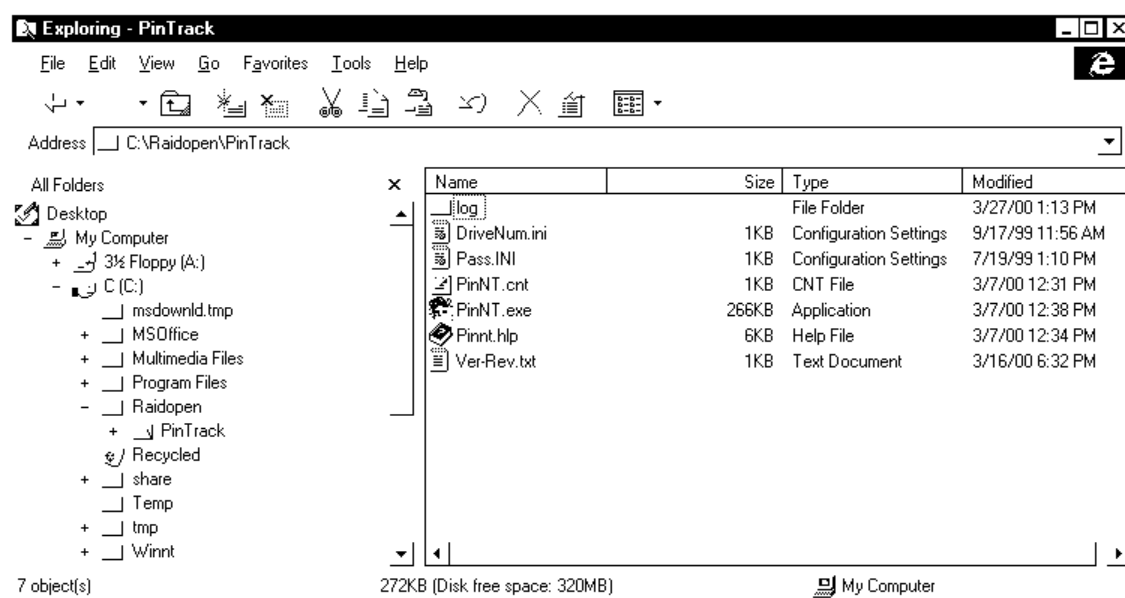 Exploring - PinTrack
File Edit View Go Favorites Tools Help
Address C:\Raidopen\PinTrack
All Folders
Desktop
My Computer
3½ Floppy (A:)
C (C:)
msdownld.tmp
MSOffice
Multimedia Files
Program Files
Raidopen
PinTrack
Recycled
share
Temp
tmp
Winnt
Name Size Type Modified
log File Folder 3/27/00 1:13 PM
DriveNum.ini 1KB Configuration Settings 9/17/99 11:56 AM
Pass.INI 1KB Configuration Settings 7/19/99 1:10 PM
PinNT.cnt 1KB CNT File 3/7/00 12:31 PM
PinNT.exe 266KB Application 3/7/00 12:38 PM
Pinnt.hlp 6KB Help File 3/7/00 12:34 PM
Ver-Rev.txt 1KB Text Document 3/16/00 6:32 PM
7 object(s) 272KB (Disk free space: 320MB) My Computer